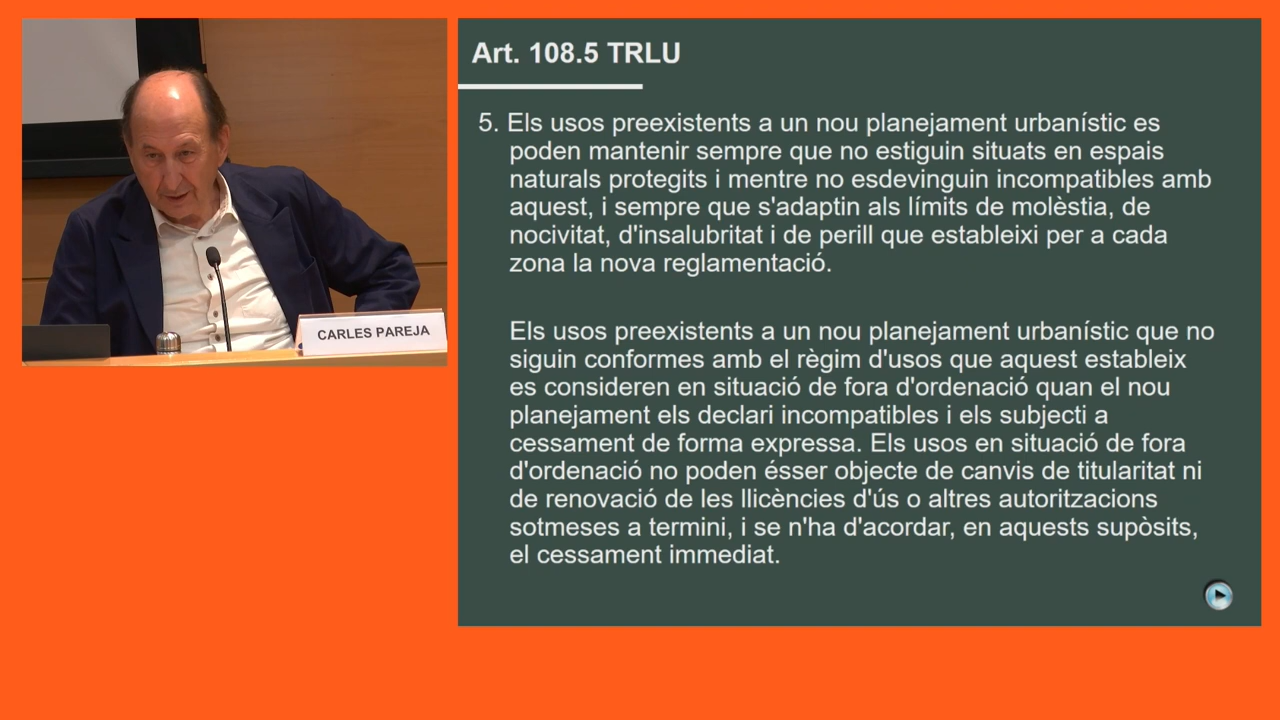 CARLES PAREJA
Art. 108.5 TRLU
5. Els usos preexistents a un nou planejament urbanístic es
poden mantenir sempre que no estiguin situats en espais
naturals protegits i mentre no esdevinguin incompatibles amb
aquest, i sempre que s'adaptin als límits de molèstia, de
nocivitat, d'insalubritat i de perill que estableixi per a cada
zona la nova reglamentació.
Els usos preexistents a un nou planejament urbanístic que no
siguin conformes amb el règim d'usos que aquest estableix
es consideren en situació de fora d'ordenació quan el nou
planejament els declari incompatibles i els subjecti a
cessament de forma expressa. Els usos en situació de fora
d'ordenació no poden ésser objecte de canvis de titularitat ni
de renovació de les llicències d'ús o altres autoritzacions
sotmeses a termini, i se n'ha d'acordar, en aquests supòsits,
el cessament immediat.